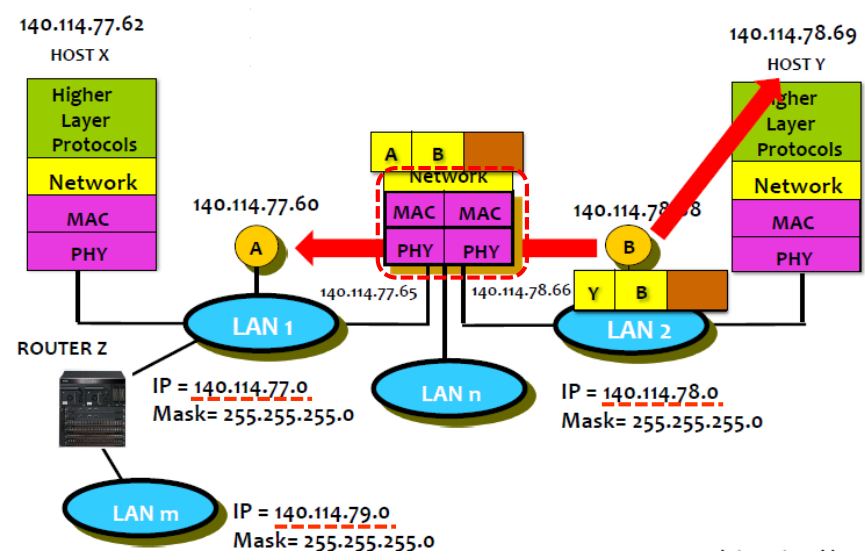 140.114.77.62
HOST X
Higher
Layer
Protocols
Network
MAC
PHY
140.114.77.60
A
A B
Network
MAC MAC
PHY PHY
140.114.78.69
HOST Y
Layer
Protocols
Network
MAC
PHY
B
Y B
140.114.77.65
140.114.78.66
LAN 1
LAN 2
LAN n
ROUTER Z
IP = 140.114.77.0
Mask= 255.255.255.0
IP = 140.114.78.0
Mask= 255.255.255.0
LAN m
IP = 140.114.79.0
Mask= 255.255.255.0